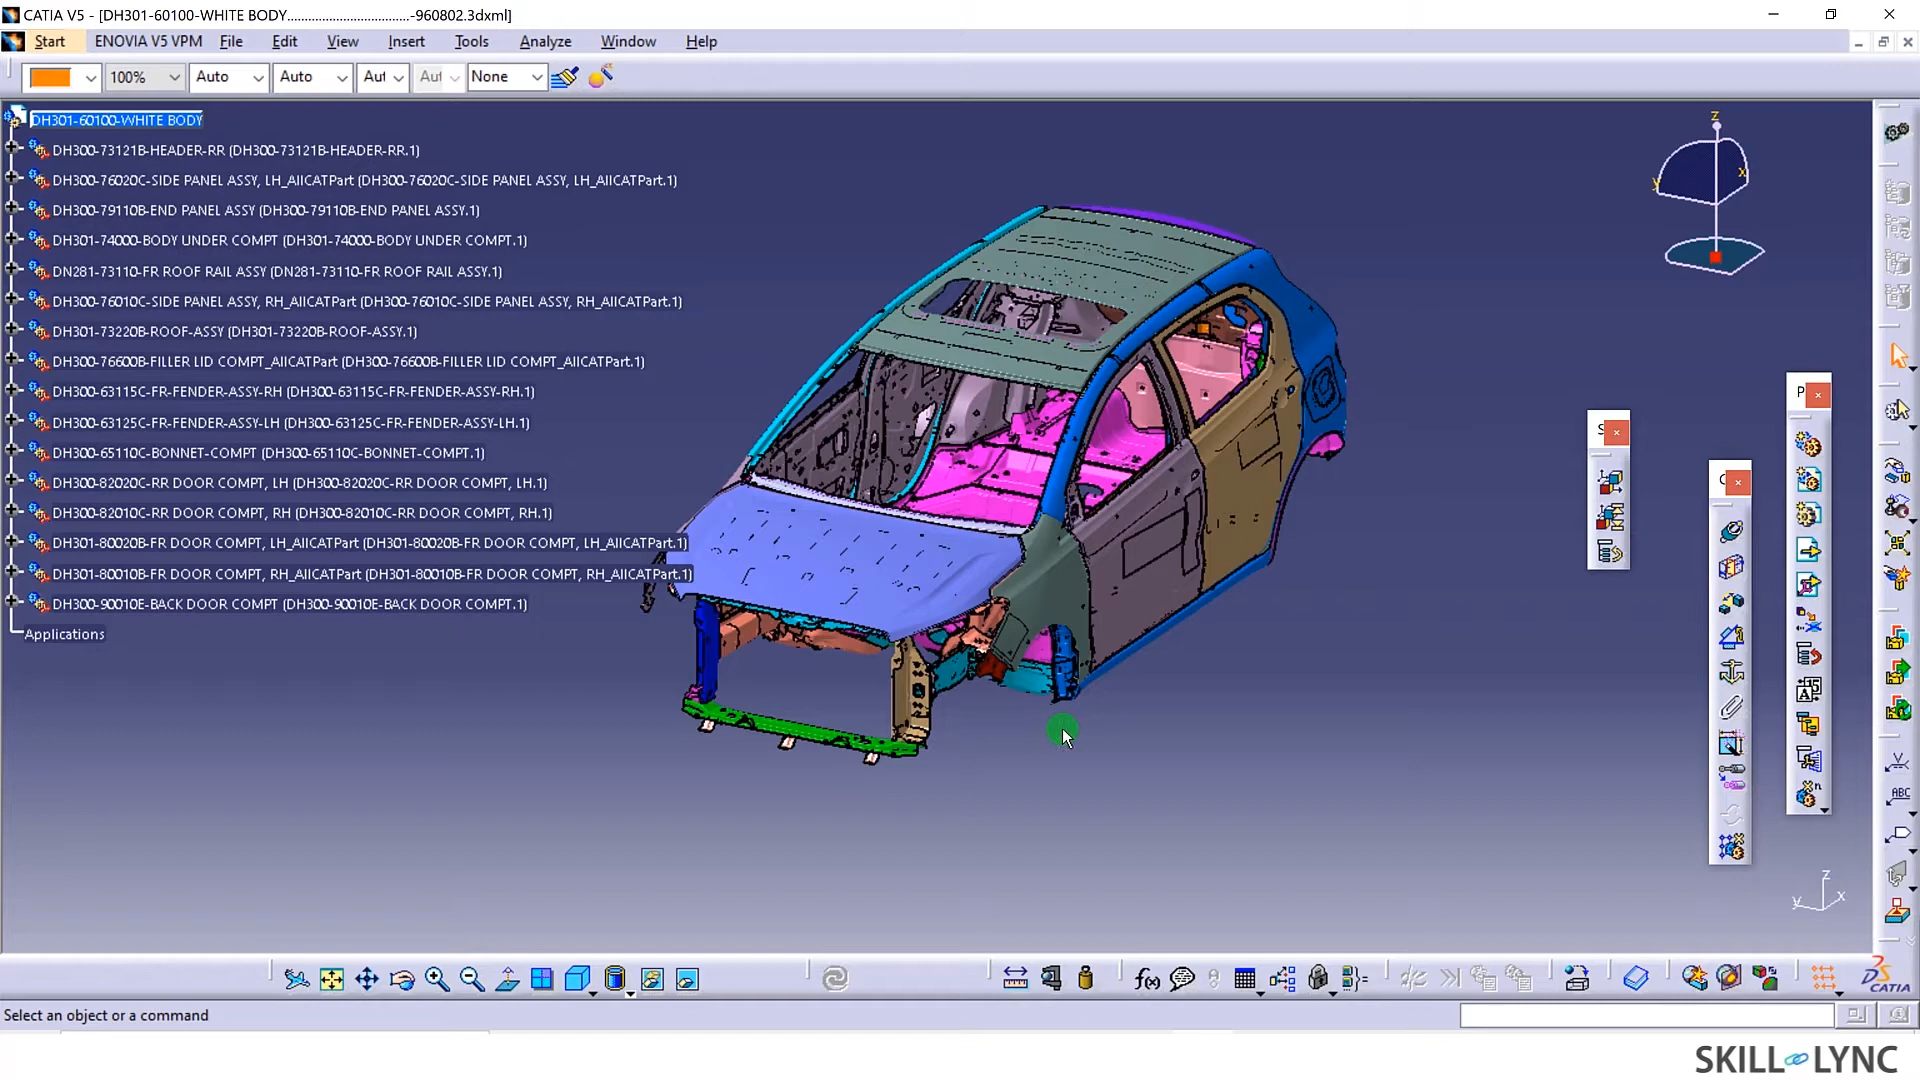 CATIA V5 - [DH301-60100-WHITE BODY...................................-960802.3dxml]
Start ENOVIA V5 VPM File Edit View Insert Tools Analyze Window Help
100% Auto Auto Aut Aut None
DH301-60100-WHITE BODY
DH300-73121B-HEADER-RR (DH300-73121B-HEADER-RR.1)
DH300-76020C-SIDE PANEL ASSY, LH_AllCATPart (DH300-76020C-SIDE PANEL ASSY, LH_AllCATPart.1)
DH300-79110B-END PANEL ASSY (DH300-79110B-END PANEL ASSY.1)
DH301-74000-BODY UNDER COMPT (DH301-74000-BODY UNDER COMPT.1)
DN281-73110-FR ROOF RAIL ASSY (DN281-73110-FR ROOF RAIL ASSY.1)
DH300-76010C-SIDE PANEL ASSY, RH_AllCATPart (DH300-76010C-SIDE PANEL ASSY, RH_AllCATPart.1)
DH301-73220B-ROOF-ASSY (DH301-73220B-ROOF-ASSY.1)
DH300-76600B-FILLER LID COMPT_AllCATPart (DH300-76600B-FILLER LID COMPT_AllCATPart.1)
DH300-63115C-FR-FENDER-ASSY-RH (DH300-63115C-FR-FENDER-ASSY-RH.1)
DH300-63125C-FR-FENDER-ASSY-LH (DH300-63125C-FR-FENDER-ASSY-LH.1)
DH300-65110C-BONNET-COMPT (DH300-65110C-BONNET-COMPT.1)
DH300-82020C-RR DOOR COMPT, LH (DH300-82020C-RR DOOR COMPT, LH.1)
DH300-82010C-RR DOOR COMPT, RH (DH300-82010C-RR DOOR COMPT, RH.1)
DH301-80020B-FR DOOR COMPT, LH_AllCATPart (DH301-80020B-FR DOOR COMPT, LH_AllCATPart.1)
DH301-80010B-FR DOOR COMPT, RH_AllCATPart (DH301-80010B-FR DOOR COMPT, RH_AllCATPart.1)
DH300-90010E-BACK DOOR COMPT (DH300-90010E-BACK DOOR COMPT.1)
Applications
z
x
y
P
S
C
ABC
z
y x
f(x)
CATIA
Select an object or a command
SKILL LYNC